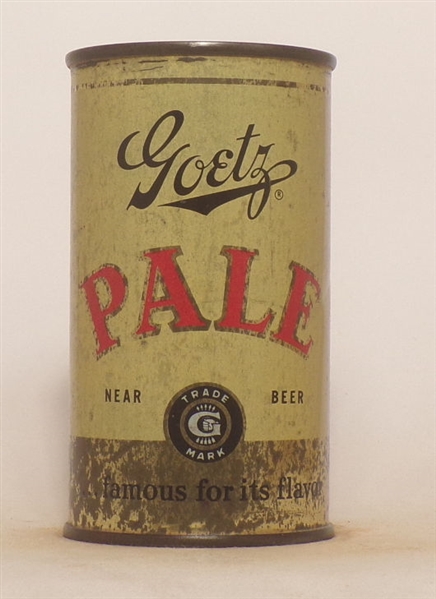 Goetz®
PALE
NEAR BEER
TRADE
G
MARK
... famous for its flavor